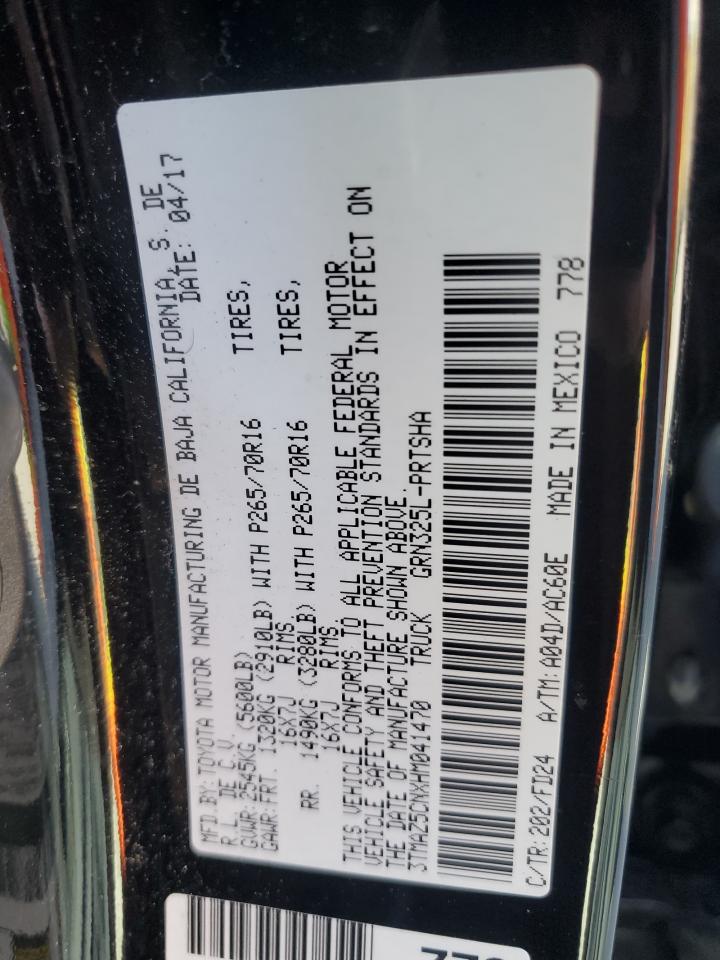 MFD.BY: TOYOTA MOTOR MANUFACTURING DE BAJA CALIFORNIA, S. DE
R.L. DE C.V. DATE: 04/17
GVWR: 2545KG (5600LB)
GAWR: FRT. 1320KG (2910LB) WITH P265/70R16 TIRES,
16X7J RIMS.
RR. 1490KG (3280LB) WITH P265/70R16 TIRES,
16X7J RIMS.
THIS VEHICLE CONFORMS TO ALL APPLICABLE FEDERAL MOTOR
VEHICLE SAFETY AND THEFT PREVENTION STANDARDS IN EFFECT ON
THE DATE OF MANUFACTURE SHOWN ABOVE.
3TMAZ5CNXHM041470 TRUCK GRN325L-PRTSHA
C/TR:202/FD24 A/TM:A04D/AC60E MADE IN MEXICO 778